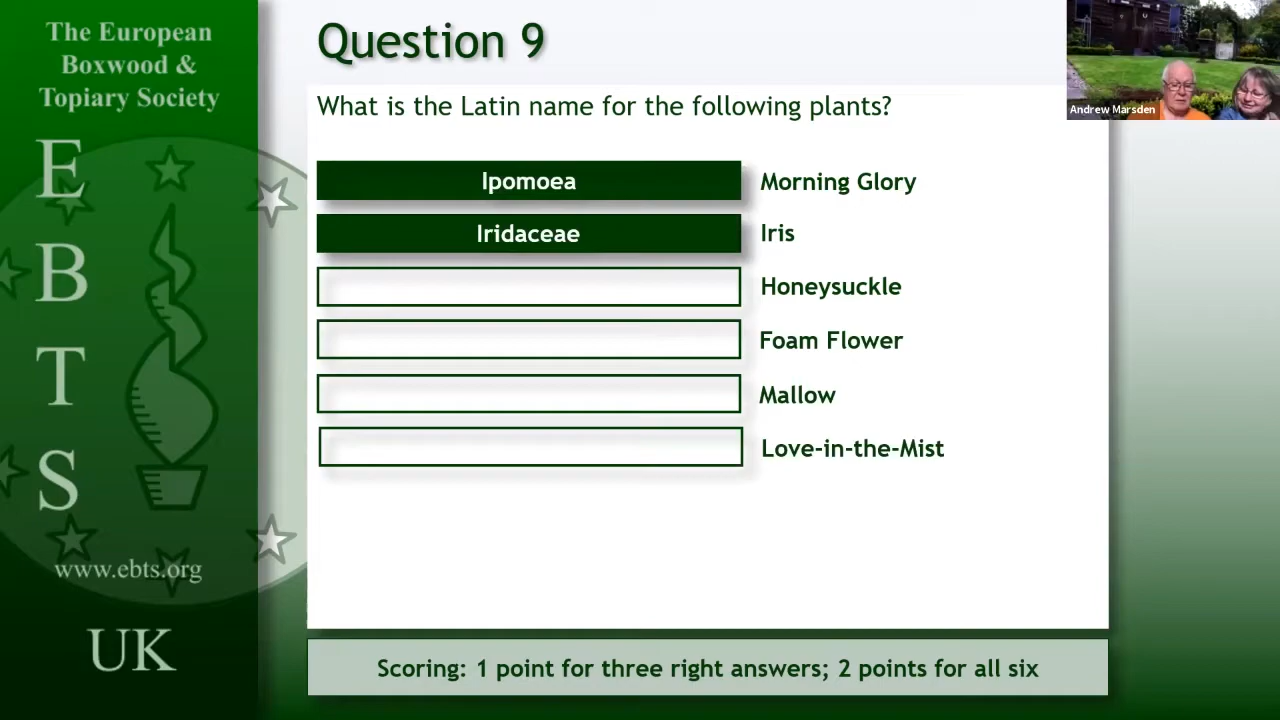 The European
Boxwood &
Topiary Society
E
B
T
S
www.ebts.org
UK
Question 9
What is the Latin name for the following plants?
Ipomoea Morning Glory
Iridaceae Iris
Honeysuckle
Foam Flower
Mallow
Love-in-the-Mist
Scoring: 1 point for three right answers; 2 points for all six
Andrew Marsden